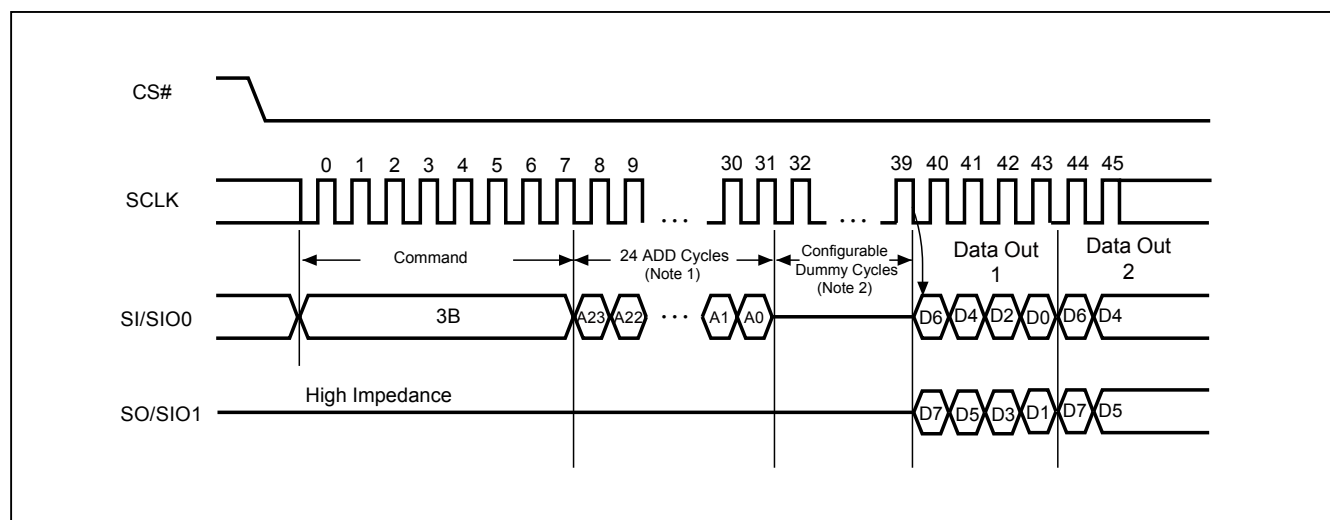 CS#
0 1 2 3 4 5 6 7 8 9 30 31 32 39 40 41 42 43 44 45
SCLK
... ...
Command
24 ADD Cycles
(Note 1)
Configurable
Dummy Cycles
(Note 2)
Data Out
1
Data Out
2
SI/SIO0
3B A23 A22 ... A1 A0 D6 D4 D2 D0 D6 D4
High Impedance
SO/SIO1
D7 D5 D3 D1 D7 D5